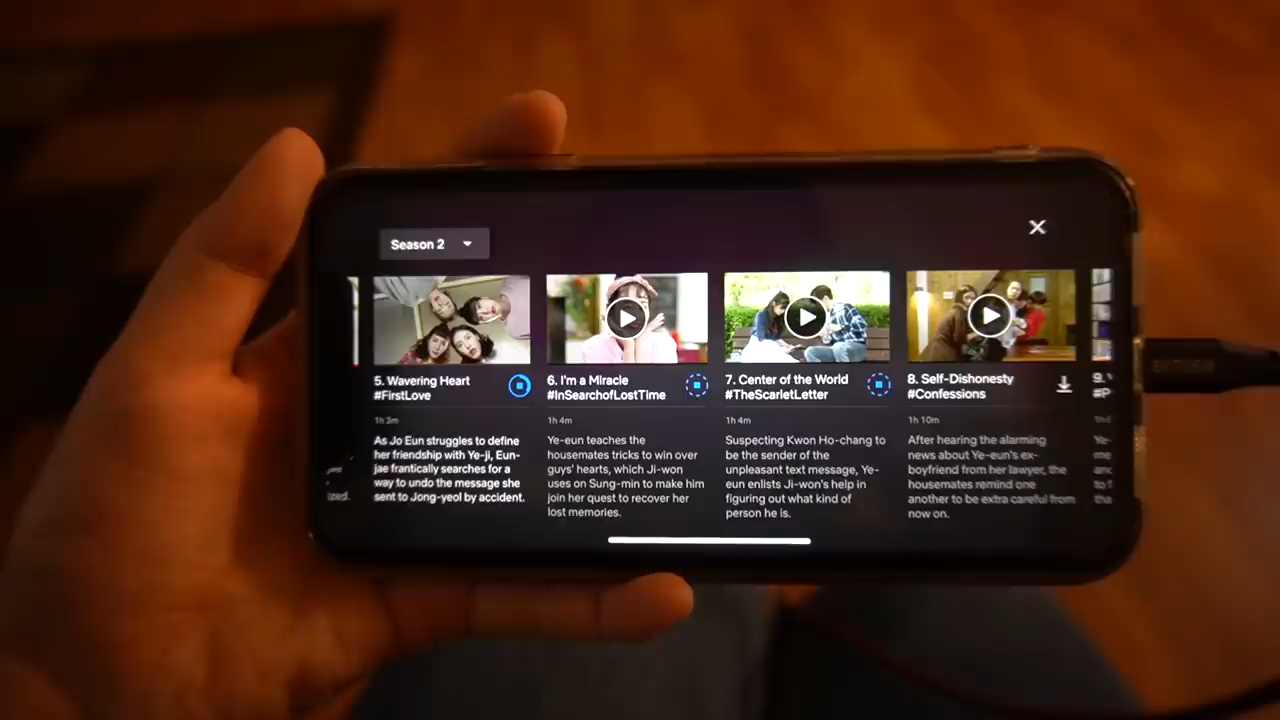 Season 2
5. Wavering Heart
#FirstLove
1h 3m
As Jo Eun struggles to define
her friendship with Ye-ji, Eun-
jae frantically searches for a
way to undo the message she
sent to Jong-yeol by accident.
6. I'm a Miracle
#InSearchofLostTime
1h 4m
Ye-eun teaches the
housemates tricks to win over
guys' hearts, which Ji-won
uses on Sung-min to make him
join her quest to recover her
lost memories.
7. Center of the World
#TheScarletLetter
1h 4m
Suspecting Kwon Ho-chang to
be the sender of the
unpleasant text message, Ye-
eun enlists Ji-won's help in
figuring out what kind of
person he is.
8. Self-Dishonesty
#Confessions
1h 10m
After hearing the alarming
news about Ye-eun's ex-
boyfriend from her lawyer, the
housemates remind one
another to be extra careful from
now on.
9.
#P
Ye-